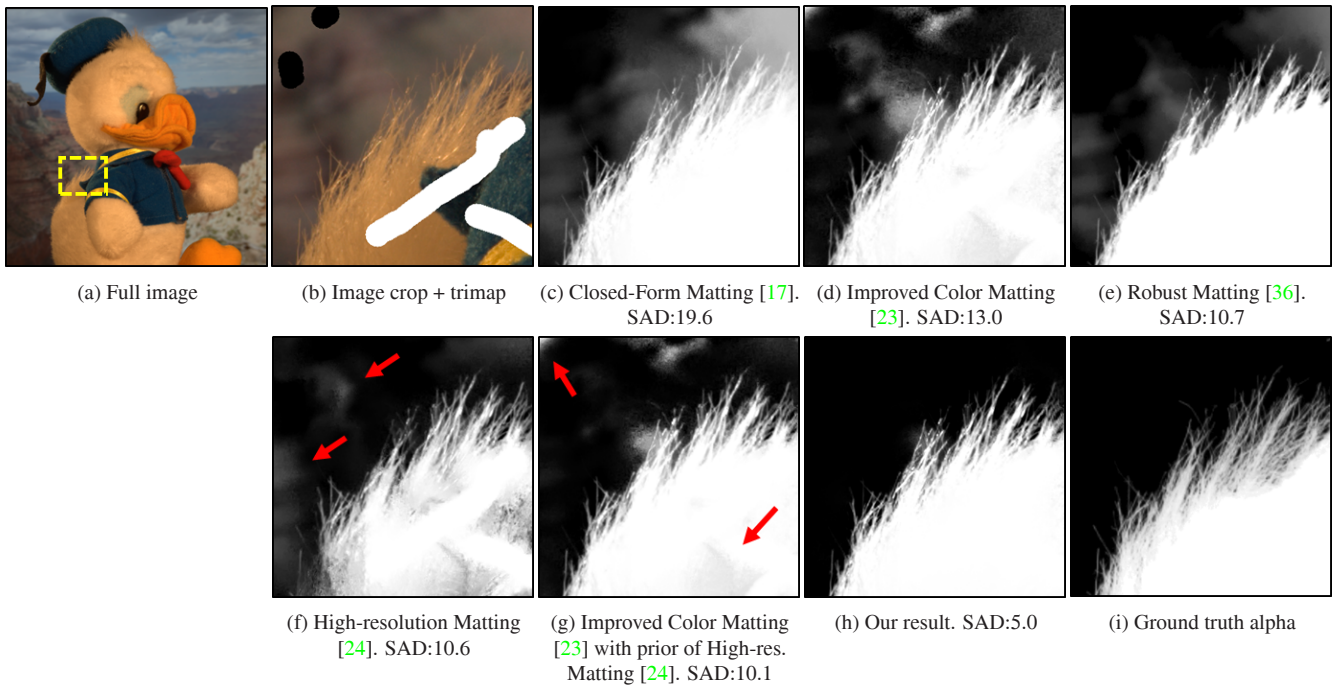 (a) Full image
(b) Image crop + trimap
(c) Closed-Form Matting [17].
SAD:19.6
(d) Improved Color Matting
[23]. SAD:13.0
(e) Robust Matting [36].
SAD:10.7
(f) High-resolution Matting
[24]. SAD:10.6
(g) Improved Color Matting
[23] with prior of High-res.
Matting [24]. SAD:10.1
(h) Our result. SAD:5.0
(i) Ground truth alpha